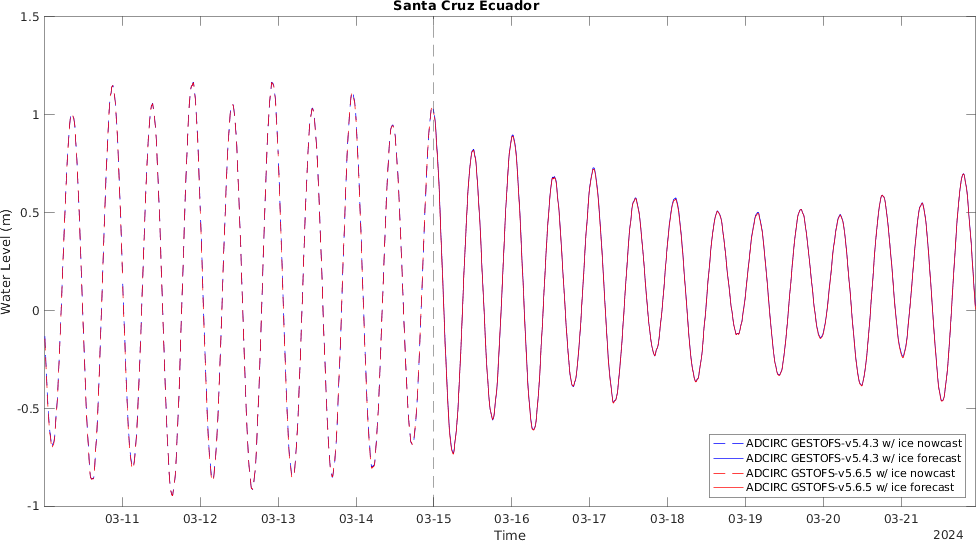 Santa Cruz Ecuador
1.5
1
0.5
0
-0.5
-1
Water Level (m)
03-11
03-12
03-13
03-14
03-15
03-16
03-17
03-18
03-19
03-20
03-21
Time
2024
ADCIRC GESTOFS-v5.4.3 w/ ice nowcast
ADCIRC GESTOFS-v5.4.3 w/ ice forecast
ADCIRC GSTOFS-v5.6.5 w/ ice nowcast
ADCIRC GSTOFS-v5.6.5 w/ ice forecast